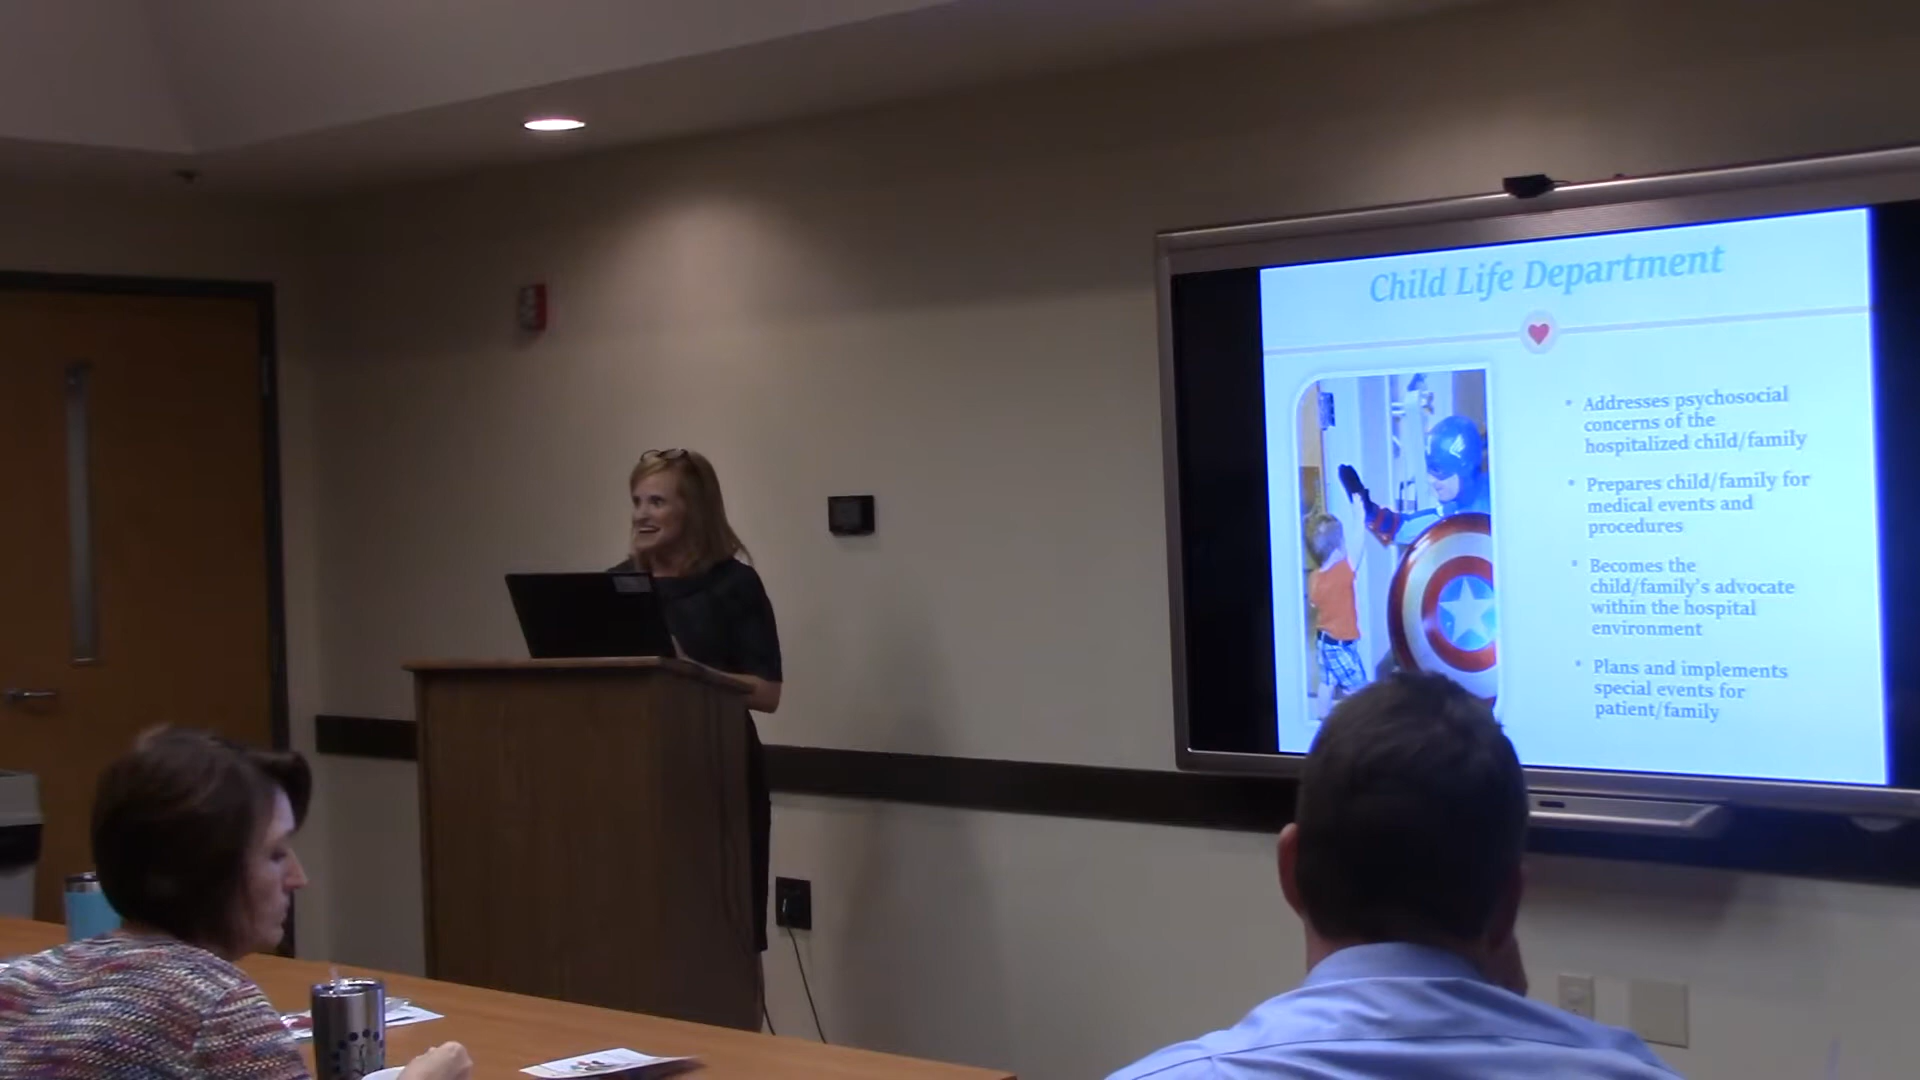 Child Life Department
• Addresses psychosocial
concerns of the
hospitalized child/family
• Prepares child/family for
medical events and
procedures
• Becomes the
child/family's advocate
within the hospital
environment
• Plans and implements
special events for
patient/family